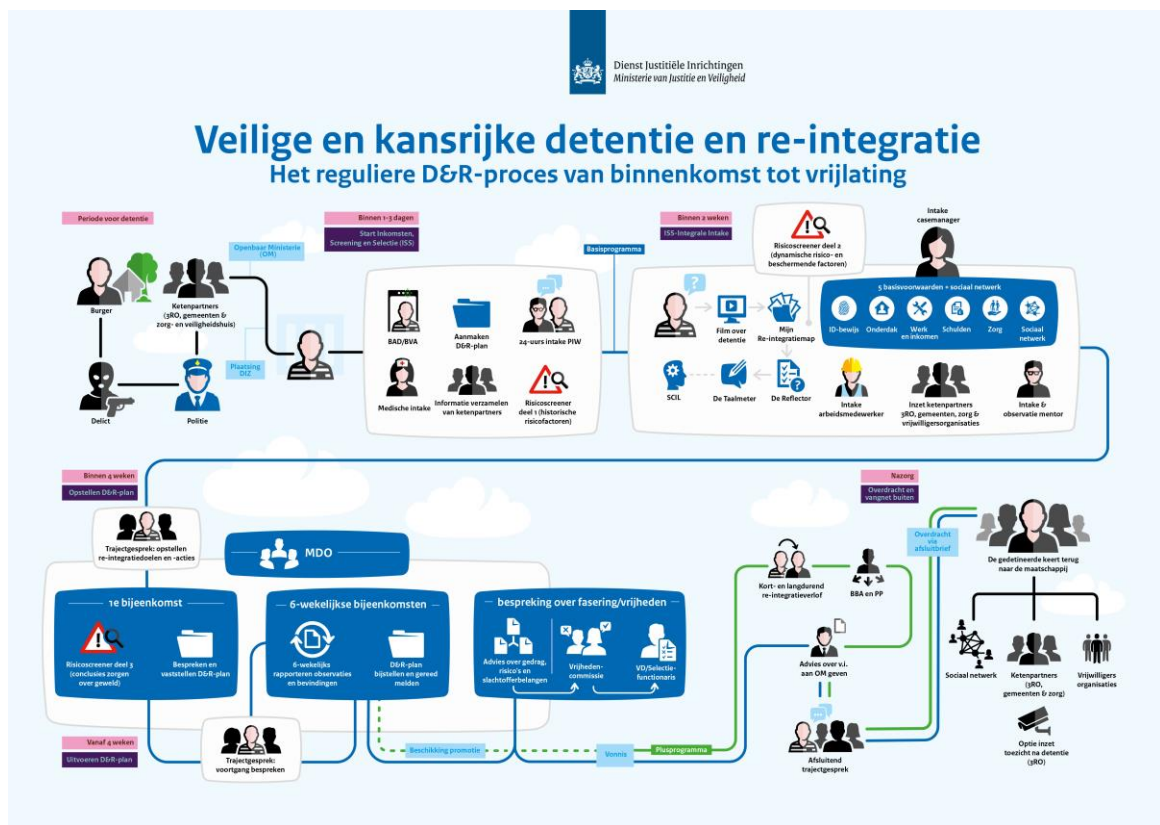 Dienst Justitiële Inrichtingen
Ministerie van Justitie en Veiligheid
Veilige en kansrijke detentie en re-integratie
Het reguliere D&R-proces van binnenkomst tot vrijlating
Periode voor detentie
Burger
Ketenpartners
(3RO, gemeenten &
zorg- en veiligheidshuis)
Delict
Politie
Openbaar Ministerie
(OM)
Plaatsing
DIZ
Binnen 1-3 dagen
Start Inkomsten,
Screening en Selectie (ISS)
BAD/BVA
Aanmaken
D&R-plan
24-uurs intake PIW
Medische intake
Informatie verzamelen
van ketenpartners
Risicoscreener
deel 1 (historische
risicofactoren)
Basisprogramma
Binnen 2 weken
ISS-Integrale Intake
Risicoscreener deel 2
(dynamische risico- en
beschermende factoren)
Intake
casemanager
Film over
detentie
Mijn
Re-integratiemap
SCIL
De Taalmeter
De Reflector
5 basisvoorwaarden + sociaal netwerk
ID-bewijs
Onderdak
Werk
en inkomen
Schulden
Zorg
Sociaal
netwerk
Intake
arbeidsmedewerker
Inzet ketenpartners
3RO, gemeenten, zorg &
vrijwilligersorganisaties
Intake &
observatie mentor
Binnen 4 weken
Opstellen D&R-plan
Trajectgesprek: opstellen
re-integratiedoelen en -acties
MDO
1e bijeenkomst
Risicoscreener deel 3
(conclusies zorgen
over geweld)
Bespreken en
vaststellen D&R-plan
6-wekelijkse bijeenkomsten
6-wekelijks
rapporteren observaties
en bevindingen
D&R-plan
bijstellen en gereed
melden
bespreking over fasering/vrijheden
Advies over gedrag,
risico's en
slachtofferbelangen
Vrijheden-
commissie
VD/Selectie-
functionaris
Vanaf 4 weken
Uitvoeren D&R-plan
Trajectgesprek:
voortgang bespreken
Beschikking promotie
Vonnis
Plusprogramma
Kort- en langdurend
re-integratieverlof
BBA en PP
Advies over v.i.
aan OM geven
Afsluitend
trajectgesprek
Nazorg
Overdracht en
vangnet buiten
Overdracht
via
afsluitbrief
De gedetineerde keert terug
naar de maatschappij
Sociaal netwerk
Ketenpartners
(3RO,
gemeenten & zorg)
Vrijwilligers
organisaties
Optie inzet
toezicht na detentie
(3RO)